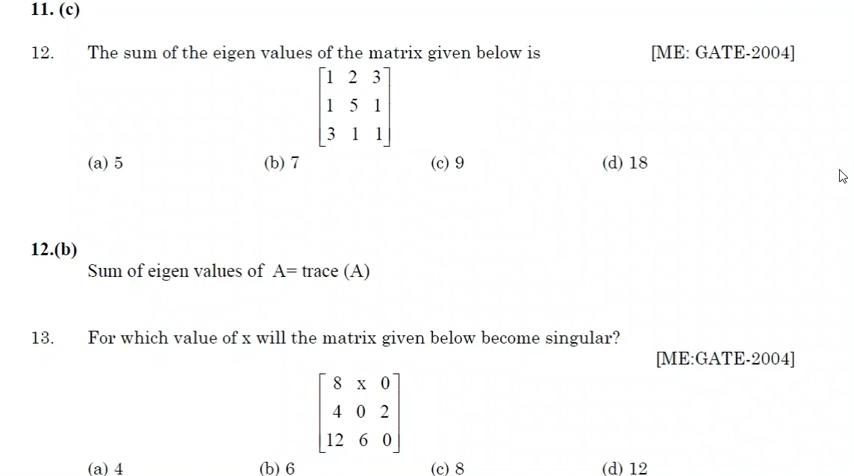 11. (c)
12. The sum of the eigen values of the matrix given below is [ME: GATE-2004]
1 2 3
1 5 1
3 1 1
(a) 5 (b) 7 (c) 9 (d) 18
12.(b)
Sum of eigen values of A= trace (A)
13. For which value of x will the matrix given below become singular?
[ME:GATE-2004]
8 x 0
4 0 2
12 6 0
(a) 4 (b) 6 (c) 8 (d) 12